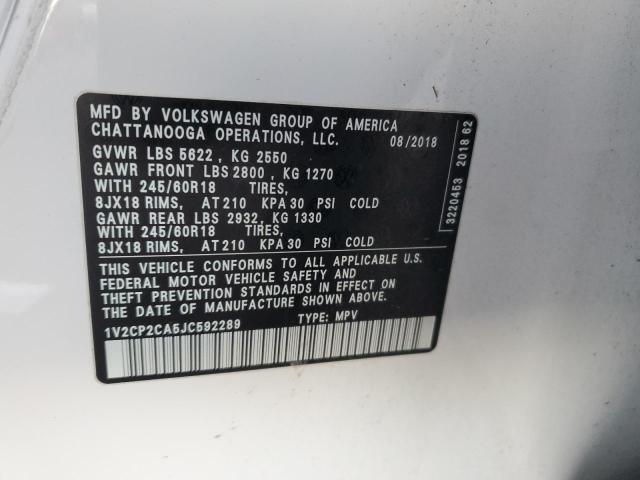 MFD BY VOLKSWAGEN GROUP OF AMERICA
CHATTANOOGA OPERATIONS, LLC. 08/2018
GVWR LBS 5622 , KG 2550
GAWR FRONT LBS 2800 , KG 1270
WITH 245/60R18 TIRES,
8JX18 RIMS, AT 210 KPA 30 PSI COLD
GAWR REAR LBS 2932, KG 1330
WITH 245/60R18 TIRES,
8JX18 RIMS, AT 210 KPA 30 PSI COLD
THIS VEHICLE CONFORMS TO ALL APPLICABLE U.S.
FEDERAL MOTOR VEHICLE SAFETY AND
THEFT PREVENTION STANDARDS IN EFFECT ON
THE DATE OF MANUFACTURE SHOWN ABOVE.
1V2CP2CA5JC592289 TYPE: MPV
3220453 2018 62